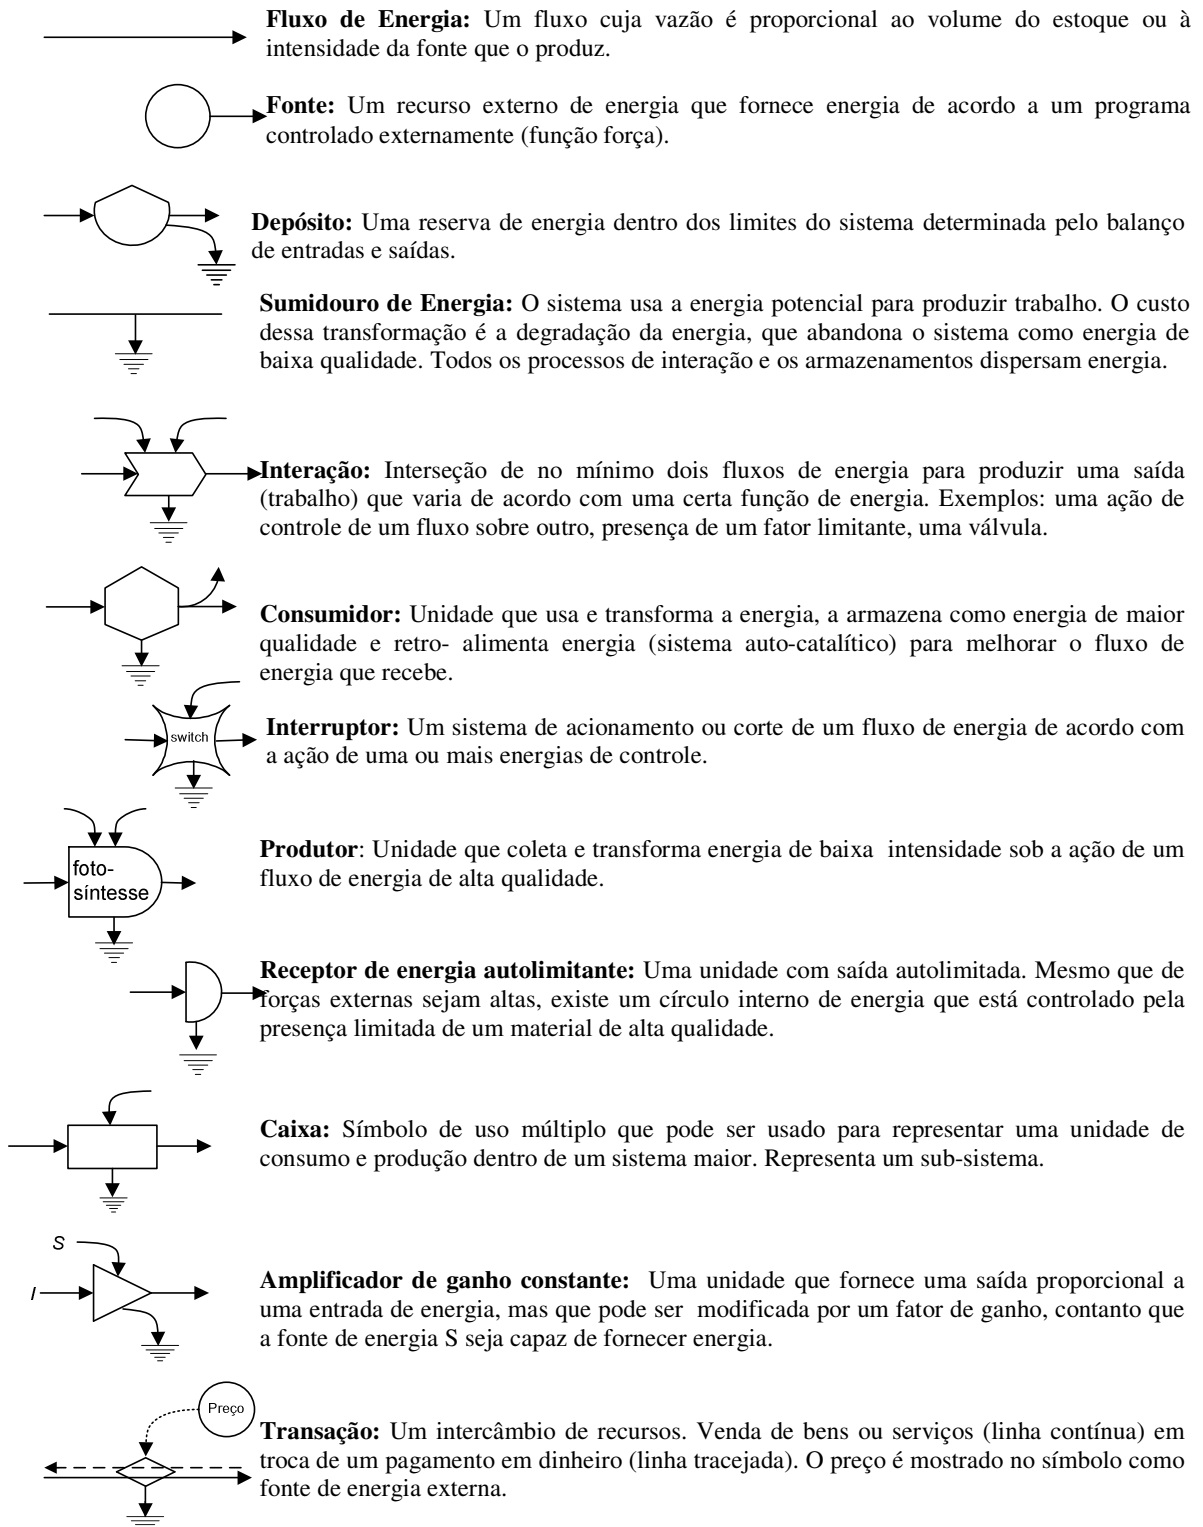 Fluxo de Energia: Um fluxo cuja vazão é proporcional ao volume do estoque ou à
intensidade da fonte que o produz.
Fonte: Um recurso externo de energia que fornece energia de acordo a um programa
controlado externamente (função força).
Depósito: Uma reserva de energia dentro dos limites do sistema determinada pelo balanço
de entradas e saídas.
Sumidouro de Energia: O sistema usa a energia potencial para produzir trabalho. O custo
dessa transformação é a degradação da energia, que abandona o sistema como energia de
baixa qualidade. Todos os processos de interação e os armazenamentos dispersam energia.
Interação: Interseção de no mínimo dois fluxos de energia para produzir uma saída
(trabalho) que varia de acordo com uma certa função de energia. Exemplos: uma ação de
controle de um fluxo sobre outro, presença de um fator limitante, uma válvula.
Consumidor: Unidade que usa e transforma a energia, a armazena como energia de maior
qualidade e retro- alimenta energia (sistema auto-catalítico) para melhorar o fluxo de
energia que recebe.
switch
Interruptor: Um sistema de acionamento ou corte de um fluxo de energia de acordo com
a ação de uma ou mais energias de controle.
foto-
síntesse
Produtor: Unidade que coleta e transforma energia de baixa intensidade sob a ação de um
fluxo de energia de alta qualidade.
Receptor de energia autolimitante: Uma unidade com saída autolimitada. Mesmo que de
forças externas sejam altas, existe um círculo interno de energia que está controlado pela
presença limitada de um material de alta qualidade.
Caixa: Símbolo de uso múltiplo que pode ser usado para representar uma unidade de
consumo e produção dentro de um sistema maior. Representa um sub-sistema.
S
I
Amplificador de ganho constante: Uma unidade que fornece uma saída proporcional a
uma entrada de energia, mas que pode ser modificada por um fator de ganho, contanto que
a fonte de energia S seja capaz de fornecer energia.
Preço
Transação: Um intercâmbio de recursos. Venda de bens ou serviços (linha contínua) em
troca de um pagamento em dinheiro (linha tracejada). O preço é mostrado no símbolo como
fonte de energia externa.